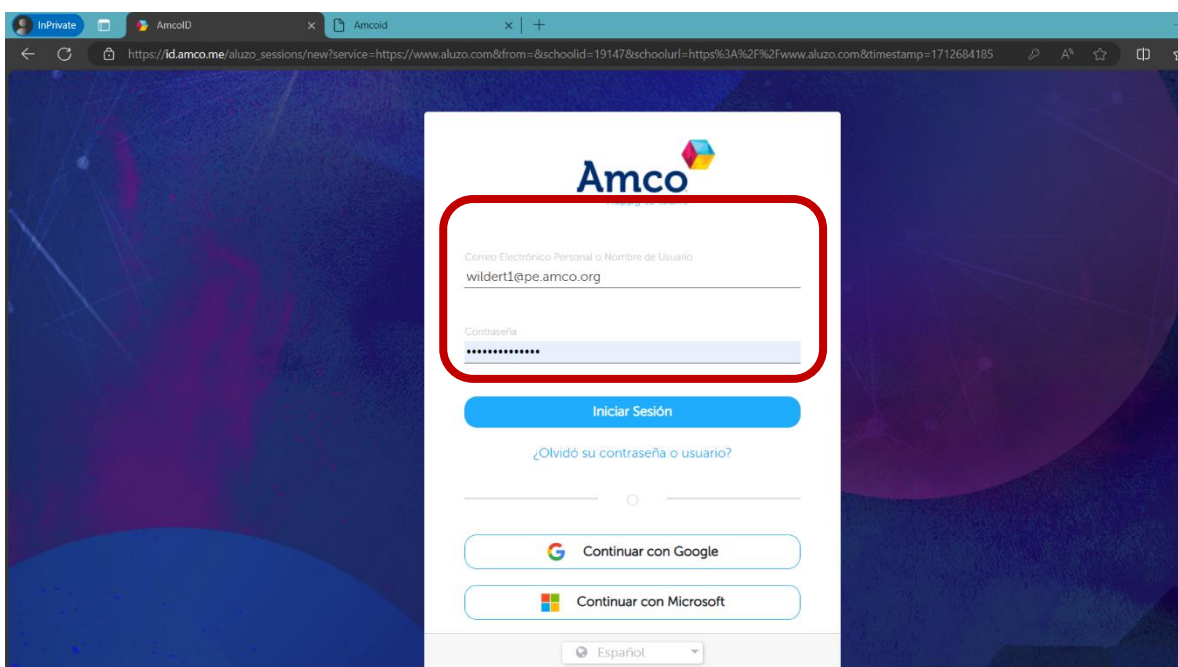 InPrivate
AmcoID
Amcoid
https://id.amco.me/aluzo_sessions/new?service=https://www.aluzo.com&from=&schoolid=19147&schoolurl=https%3A%2F%2Fwww.aluzo.com&timestamp=1712684185
Amco
Correo Electrónico Personal o Nombre de Usuario
wildert1@pe.amco.org
Contraseña
••••••••••••••
Iniciar Sesión
¿Olvidó su contraseña o usuario?
O
Continuar con Google
Continuar con Microsoft
Español